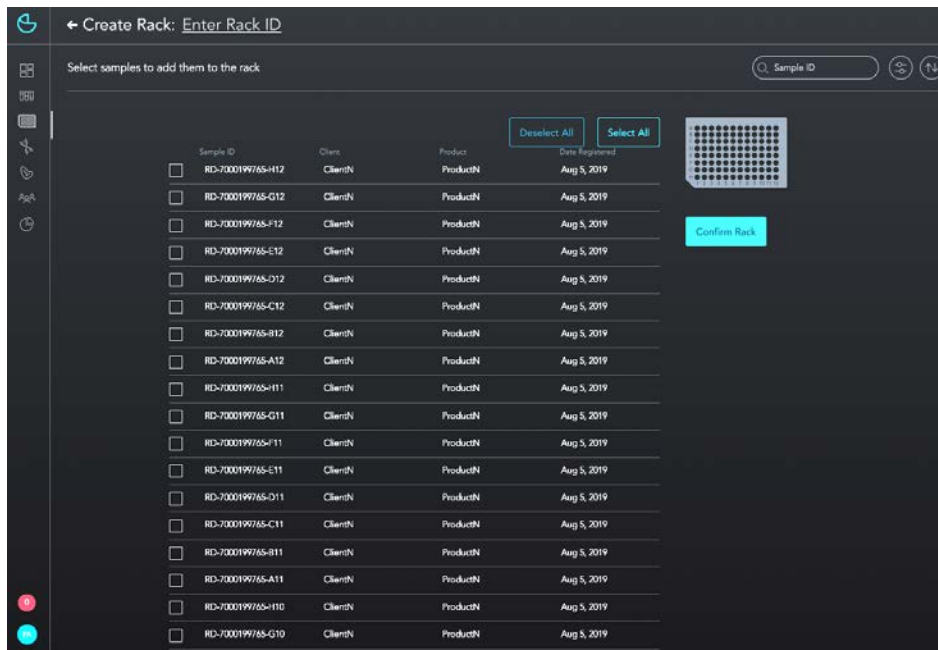 ← Create Rack: Enter Rack ID
Select samples to add them to the rack
Sample ID
Deselect All Select All
Sample ID Client Product Date Registered
RD-7000199765-H12 ClientN ProductN Aug 5, 2019
RD-7000199765-G12 ClientN ProductN Aug 5, 2019
RD-7000199765-F12 ClientN ProductN Aug 5, 2019
Confirm Rack
RD-7000199765-E12 ClientN ProductN Aug 5, 2019
RD-7000199765-D12 ClientN ProductN Aug 5, 2019
RD-7000199765-C12 ClientN ProductN Aug 5, 2019
RD-7000199765-B12 ClientN ProductN Aug 5, 2019
RD-7000199765-A12 ClientN ProductN Aug 5, 2019
RD-7000199765-H11 ClientN ProductN Aug 5, 2019
RD-7000199765-G11 ClientN ProductN Aug 5, 2019
RD-7000199765-F11 ClientN ProductN Aug 5, 2019
RD-7000199765-E11 ClientN ProductN Aug 5, 2019
RD-7000199765-D11 ClientN ProductN Aug 5, 2019
RD-7000199765-C11 ClientN ProductN Aug 5, 2019
RD-7000199765-B11 ClientN ProductN Aug 5, 2019
RD-7000199765-A11 ClientN ProductN Aug 5, 2019
RD-7000199765-H10 ClientN ProductN Aug 5, 2019
RD-7000199765-G10 ClientN ProductN Aug 5, 2019
0